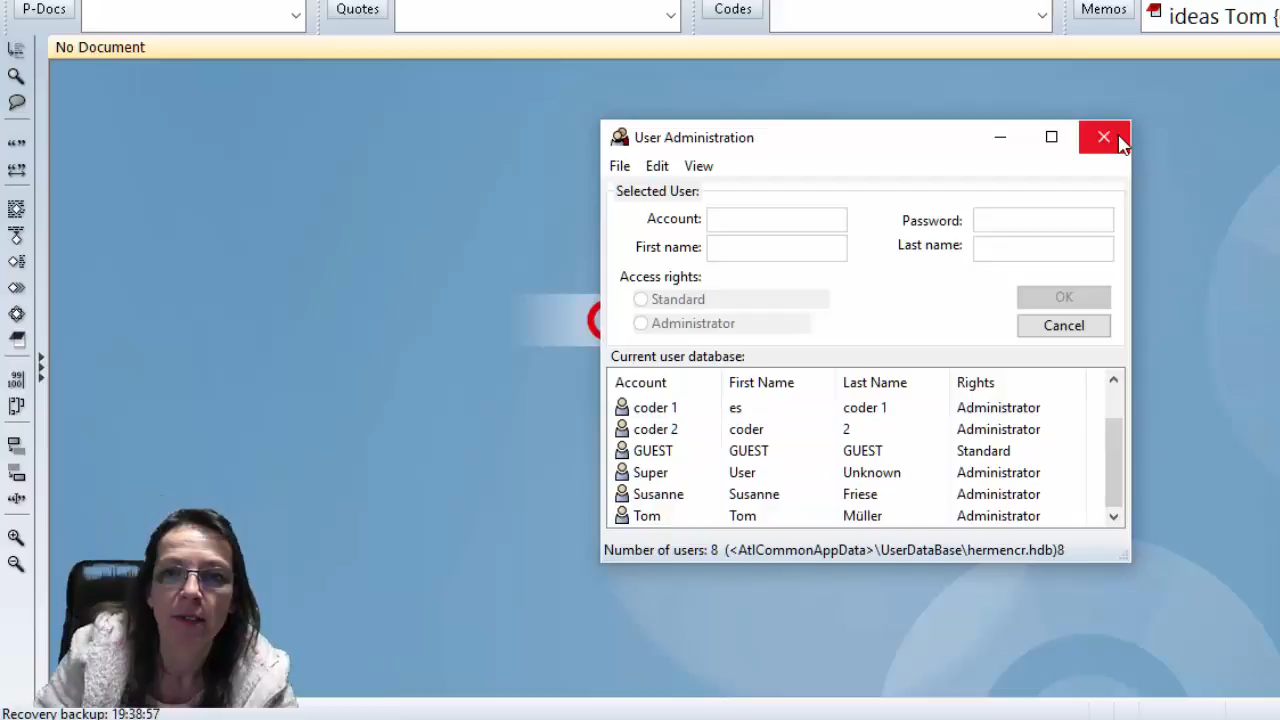 P-Docs Quotes Codes Memos ideas Tom {
No Document
User Administration
File Edit View
Selected User:
Account: Password:
First name: Last name:
Access rights:
Standard OK
Administrator Cancel
Current user database:
Account First Name Last Name Rights
coder 1 es coder 1 Administrator
coder 2 coder 2 Administrator
GUEST GUEST GUEST Standard
Super User Unknown Administrator
Susanne Susanne Friese Administrator
Tom Tom Müller Administrator
Number of users: 8 (<AtlCommonAppData>\UserDataBase\hermencr.hdb)8
Recovery backup: 19:38:57